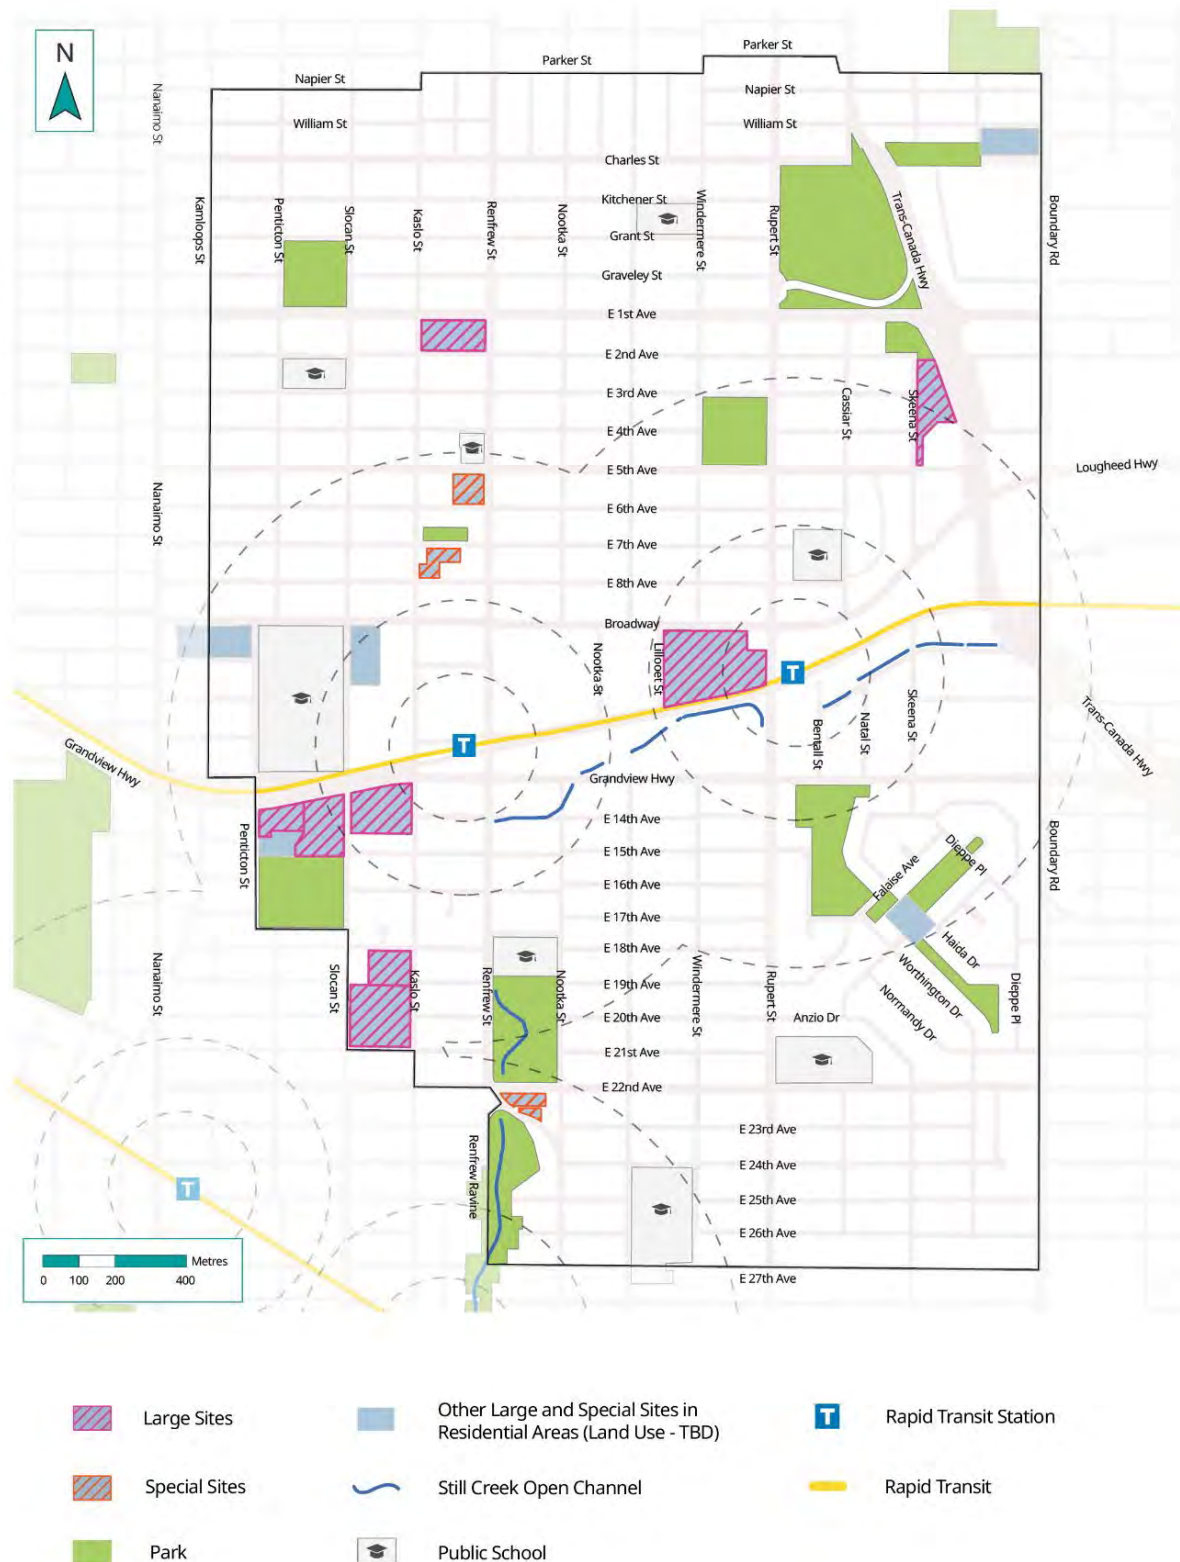 N
Parker St
Parker St
Napier St
Napier St
William St
William St
Nanaimo St
Charles St
Kitchener St
Grant St
Graveley St
Kamloops St
Penticton St
Slocan St
Kaslo St
Renfrew St
Nootka St
Windermere St
Rupert St
Trans-Canada Hwy
Boundary Rd
E 1st Ave
E 2nd Ave
E 3rd Ave
E 4th Ave
E 5th Ave
E 6th Ave
E 7th Ave
E 8th Ave
Broadway
Cassiar St
Skeena St
Lougheed Hwy
Nanaimo St
Nootka St
Lillooet St
T
T
Bentall St
Natal St
Skeena St
Trans-Canada Hwy
Grandview Hwy
Grandview Hwy
E 14th Ave
E 15th Ave
E 16th Ave
E 17th Ave
E 18th Ave
E 19th Ave
E 20th Ave
E 21st Ave
E 22nd Ave
Penticton St
Boundary Rd
Falaise Ave
Dieppe Pl
Haida Dr
Worthington Dr
Normandy Dr
Dieppe Pl
Anzio Dr
Nanaimo St
Slocan St
Kaslo St
Renfrew St
Nootka St
Windermere St
Rupert St
E 23rd Ave
E 24th Ave
E 25th Ave
E 26th Ave
E 27th Ave
Renfrew Ravine
T
Metres
0 100 200 400
Large Sites
Other Large and Special Sites in
Residential Areas (Land Use - TBD)
T
Rapid Transit Station
Special Sites
Still Creek Open Channel
Rapid Transit
Park
Public School